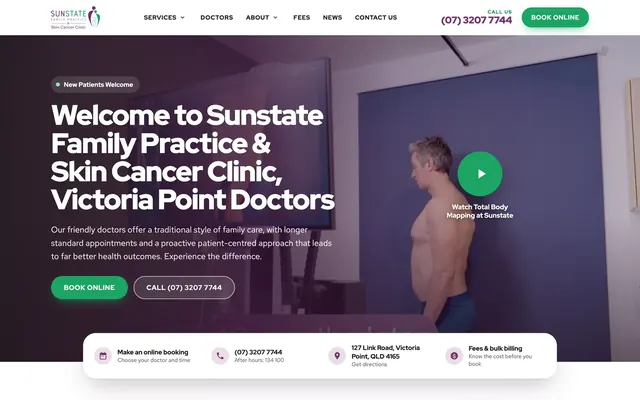 SUNSTATE
FAMILY PRACTICE
&
Skin Cancer Clinic
SERVICES
DOCTORS
ABOUT
FEES
NEWS
CONTACT US
CALL US
(07) 3207 7744
BOOK ONLINE
New Patients Welcome
Welcome to Sunstate
Family Practice &
Skin Cancer Clinic,
Victoria Point Doctors
Our friendly doctors offer a traditional style of family care, with longer
standard appointments and a proactive patient-centred approach that leads
to far better health outcomes. Experience the difference.
BOOK ONLINE
CALL (07) 3207 7744
Watch Total Body
Mapping at Sunstate
Make an online booking
Choose your doctor and time
(07) 3207 7744
After hours: 134 100
127 Link Road, Victoria
Point, QLD 4165
Get directions
Fees & bulk billing
Know the cost before you
book